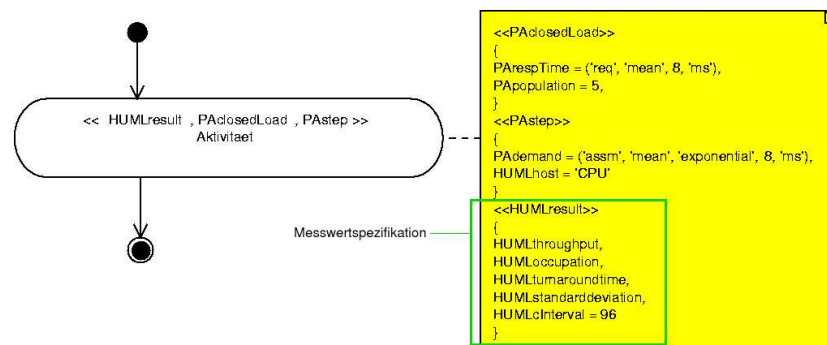 << HUMLresult , PAclosedLoad , PAstep >>
Aktivitaet
<<PAclosedLoad>>
{
PArespTime = ('req', 'mean', 8, 'ms'),
PApopulation = 5,
}
<<PAstep>>
{
PAdemand = ('assm', 'mean', 'exponential', 8, 'ms'),
HUMLhost = 'CPU'
}
<<HUMLresult>>
{
HUMLthroughput,
HUMLoccupation,
HUMLturnaroundtime,
HUMLstandarddeviation,
HUMLcInterval = 96
}
Messwertspezifikation